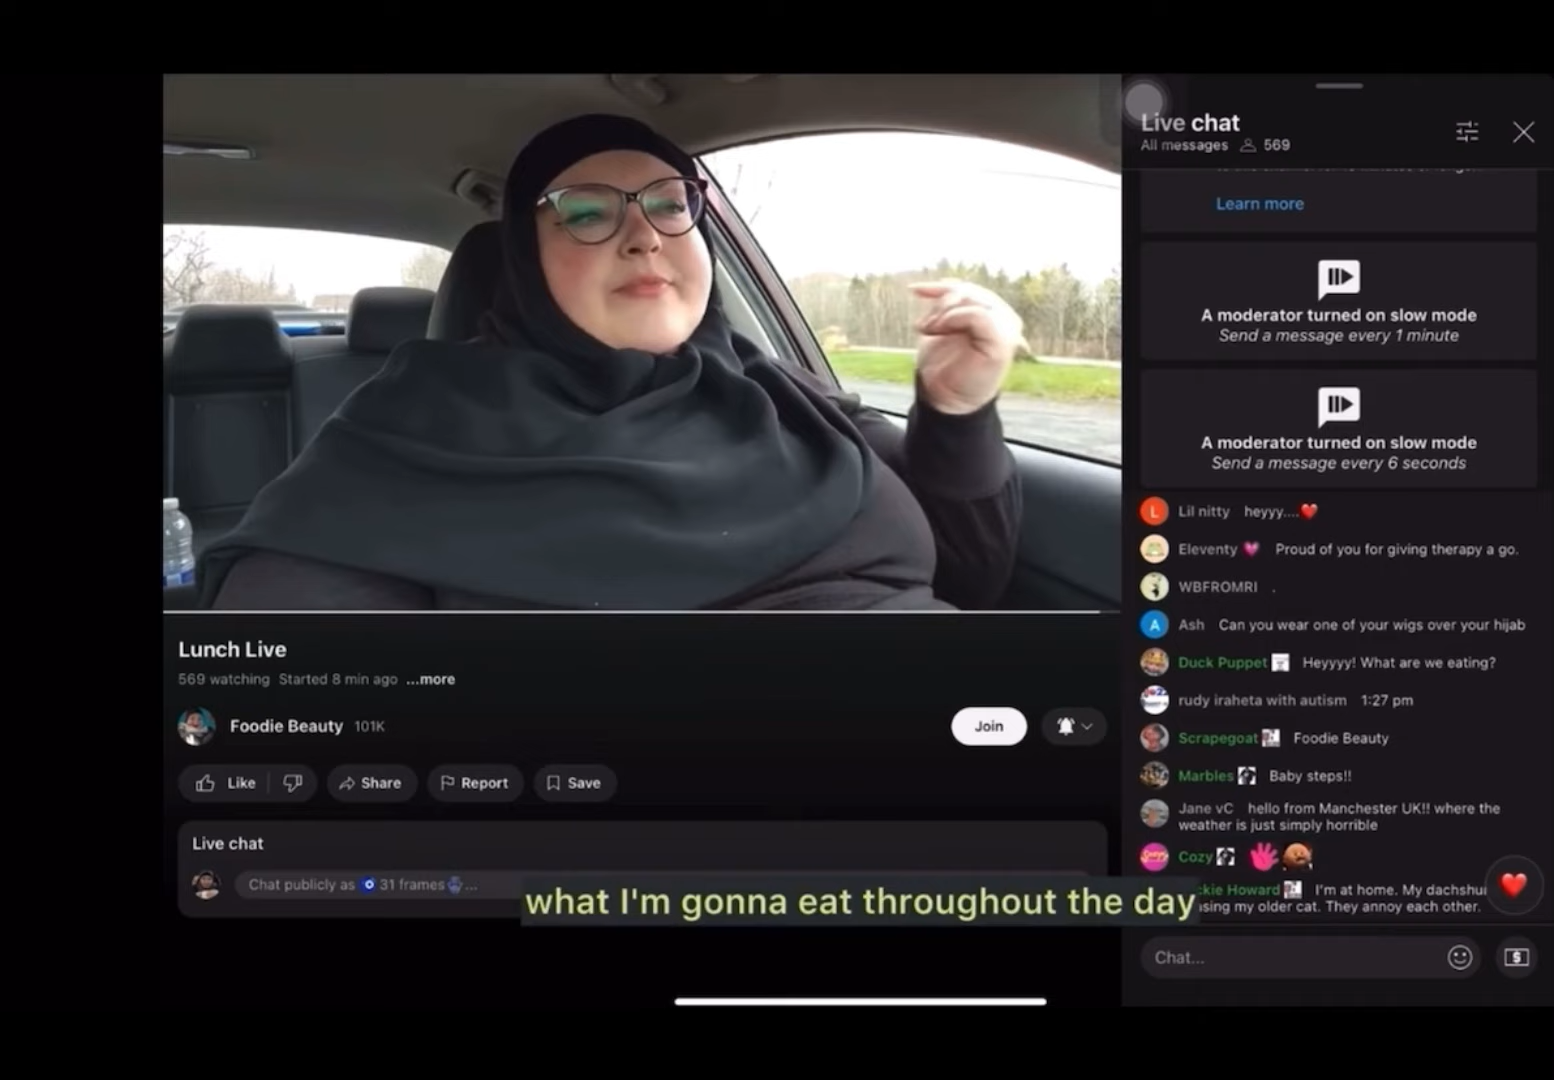 Live chat
All messages 569
Learn more
A moderator turned on slow mode
Send a message every 1 minute
A moderator turned on slow mode
Send a message every 6 seconds
L Lil nitty heyyy....❤️
Eleventy 💗 Proud of you for giving therapy a go.
WBFROMRI .
A Ash Can you wear one of your wigs over your hijab
Duck Puppet Heyyyy! What are we eating?
rudy iraheta with autism 1:27 pm
Scrapegoat Foodie Beauty
Marbles Baby steps!!
Jane vC hello from Manchester UK!! where the
weather is just simply horrible
Cozy
ckie Howard I'm at home. My dachshu
sing my older cat. They annoy each other.
Chat...
Lunch Live
569 watching Started 8 min ago ...more
Foodie Beauty 101K
Join
Like Share Report Save
Live chat
Chat publicly as 31 frames ...
what I'm gonna eat throughout the day